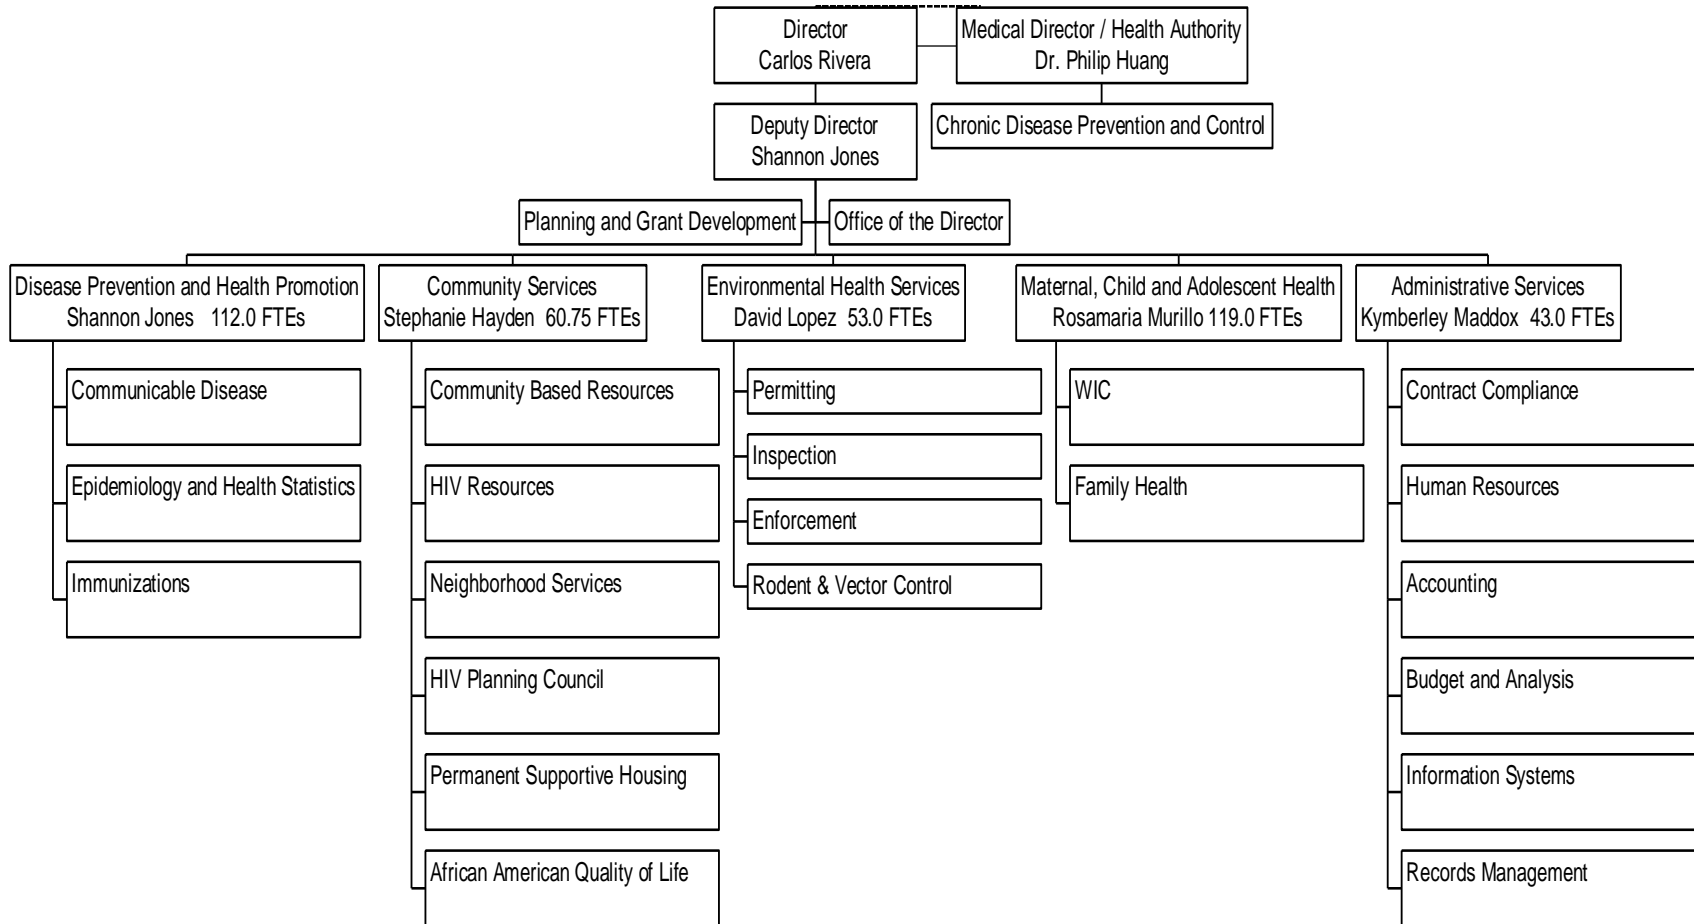 Director
Carlos Rivera
Medical Director / Health Authority
Dr. Philip Huang
Deputy Director
Shannon Jones
Chronic Disease Prevention and Control
Planning and Grant Development
Office of the Director
Disease Prevention and Health Promotion
Shannon Jones 112.0 FTEs
Communicable Disease
Epidemiology and Health Statistics
Immunizations
Community Services
Stephanie Hayden 60.75 FTEs
Community Based Resources
HIV Resources
Neighborhood Services
HIV Planning Council
Permanent Supportive Housing
African American Quality of Life
Environmental Health Services
David Lopez 53.0 FTEs
Permitting
Inspection
Enforcement
Rodent & Vector Control
Maternal, Child and Adolescent Health
Rosamaria Murillo 119.0 FTEs
WIC
Family Health
Administrative Services
Kymberley Maddox 43.0 FTEs
Contract Compliance
Human Resources
Accounting
Budget and Analysis
Information Systems
Records Management